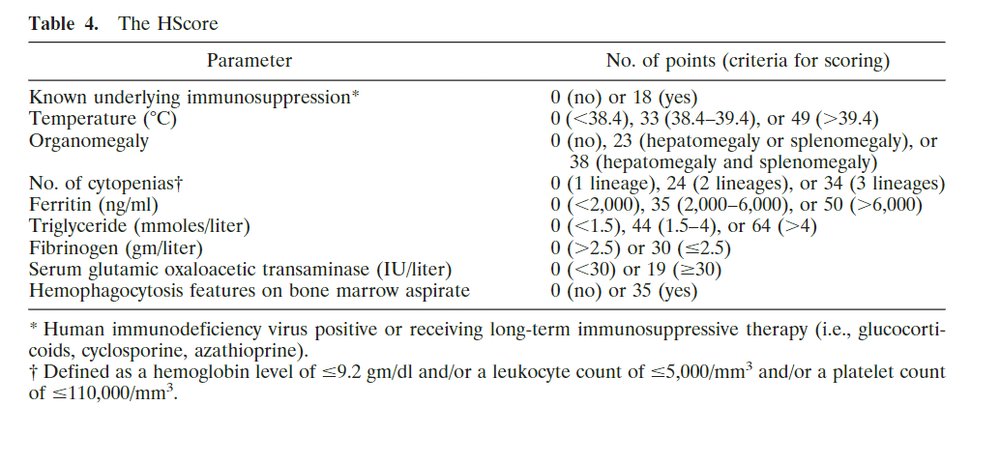 Table 4. The HScore
Parameter No. of points (criteria for scoring)
Known underlying immunosuppression* 0 (no) or 18 (yes)
Temperature (°C) 0 (<38.4), 33 (38.4–39.4), or 49 (>39.4)
Organomegaly 0 (no), 23 (hepatomegaly or splenomegaly), or
38 (hepatomegaly and splenomegaly)
No. of cytopenias† 0 (1 lineage), 24 (2 lineages), or 34 (3 lineages)
Ferritin (ng/ml) 0 (<2,000), 35 (2,000–6,000), or 50 (>6,000)
Triglyceride (mmoles/liter) 0 (<1.5), 44 (1.5–4), or 64 (>4)
Fibrinogen (gm/liter) 0 (>2.5) or 30 (≤2.5)
Serum glutamic oxaloacetic transaminase (IU/liter) 0 (<30) or 19 (≥30)
Hemophagocytosis features on bone marrow aspirate 0 (no) or 35 (yes)
* Human immunodeficiency virus positive or receiving long-term immunosuppressive therapy (i.e., glucocorti-
coids, cyclosporine, azathioprine).
† Defined as a hemoglobin level of ≤9.2 gm/dl and/or a leukocyte count of ≤5,000/mm³ and/or a platelet count
of ≤110,000/mm³.